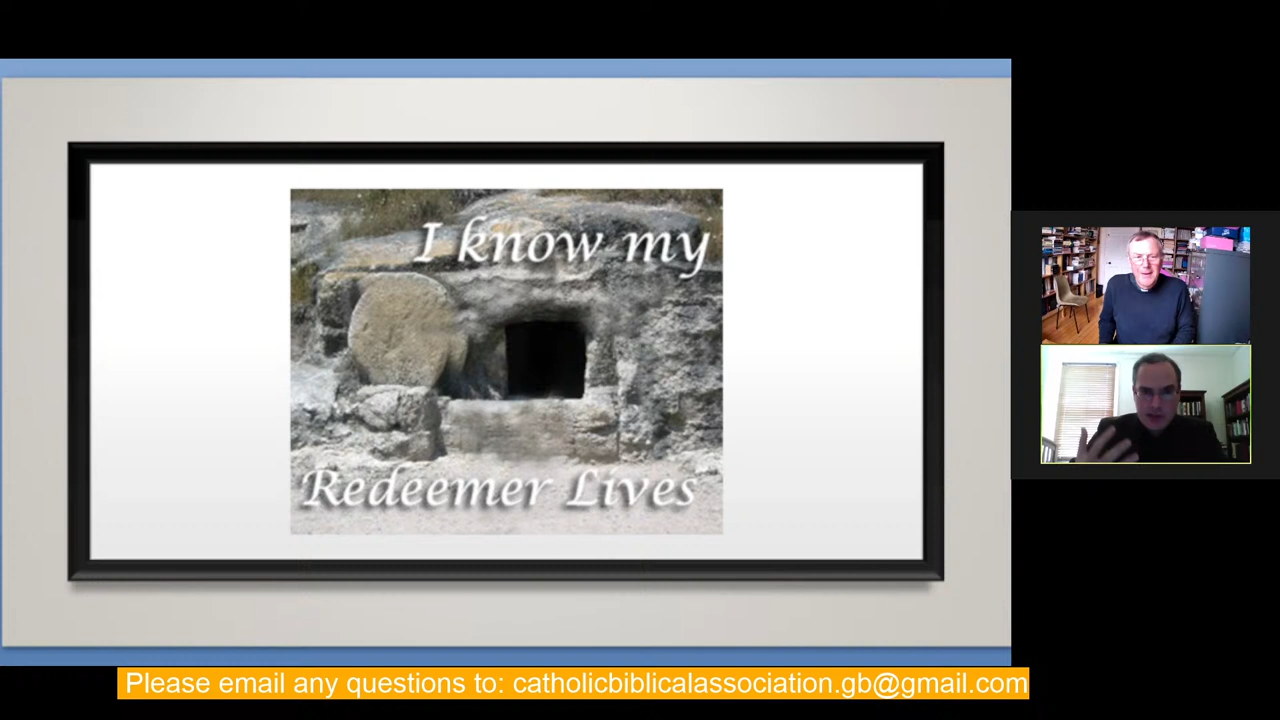 I know my
Redeemer Lives
Please email any questions to: catholicbiblicalassociation.gb@gmail.com